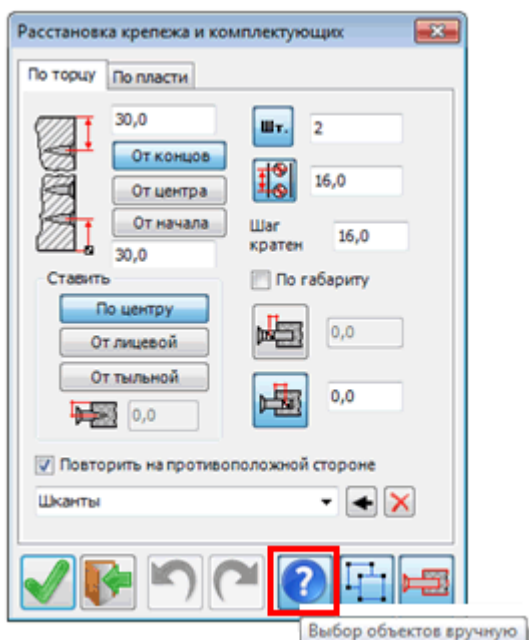 Расстановка крепежа и комплектующих
По торцу По пласти
30,0
От концов
От центра
От начала
30,0
Шт. 2
16,0
Шаг кратен 16,0
Ставить
По центру
От лицевой
От тыльной
0,0
По габариту
0,0
0,0
Повторить на противоположной стороне
Шканты
Выбор объектов вручную